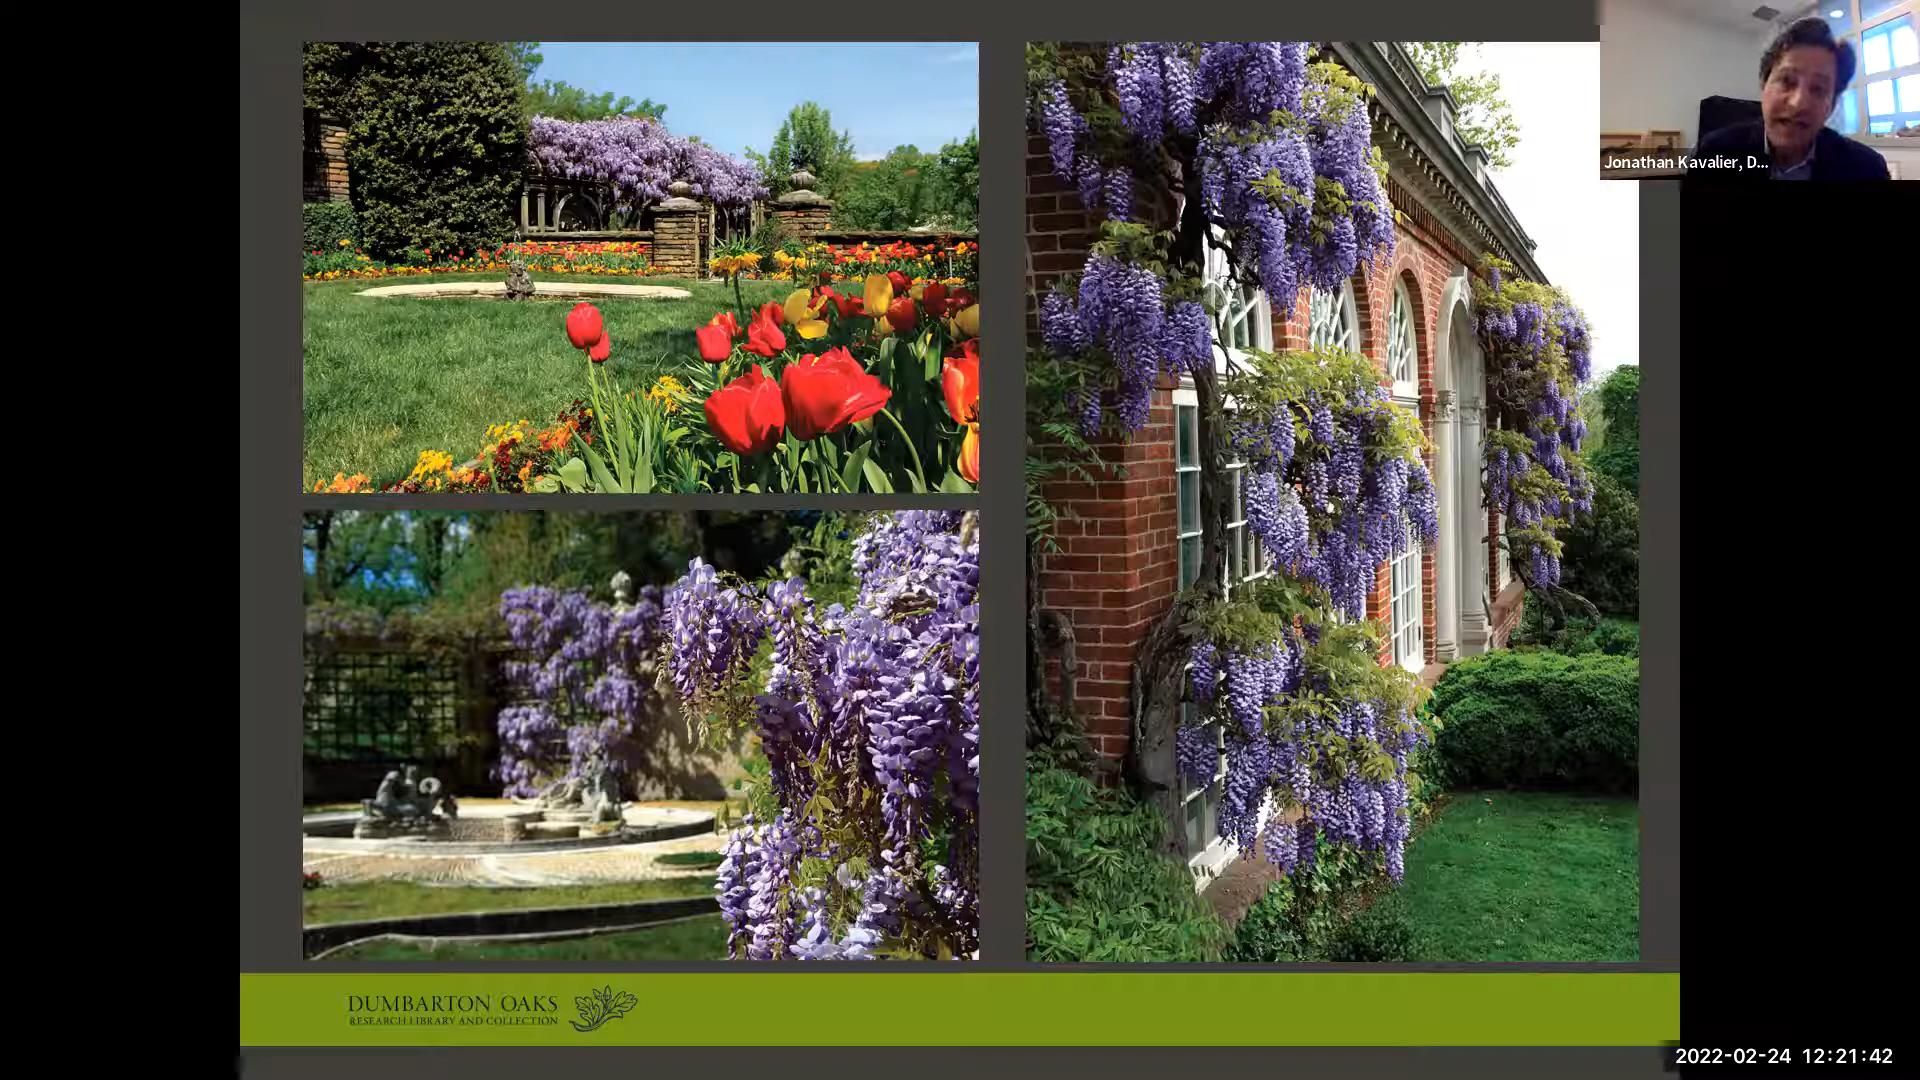 Jonathan Kavalier, D...
DUMBARTON OAKS
RESEARCH LIBRARY AND COLLECTION
2022-02-24 12:21:42